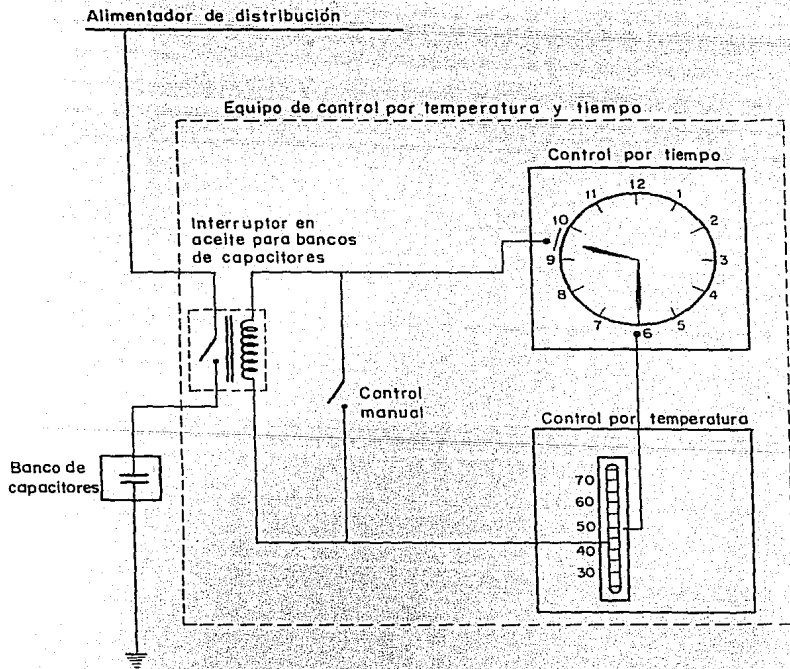 Alimentador de distribución
Equipo de control por temperatura y tiempo
Control por tiempo
12
11
1
10
2
9
3
8
4
7
5
6
Interruptor en
aceite para bancos
de capacitores
Control
manual
Control por temperatura
70
60
50
40
30
Banco de
capacitores